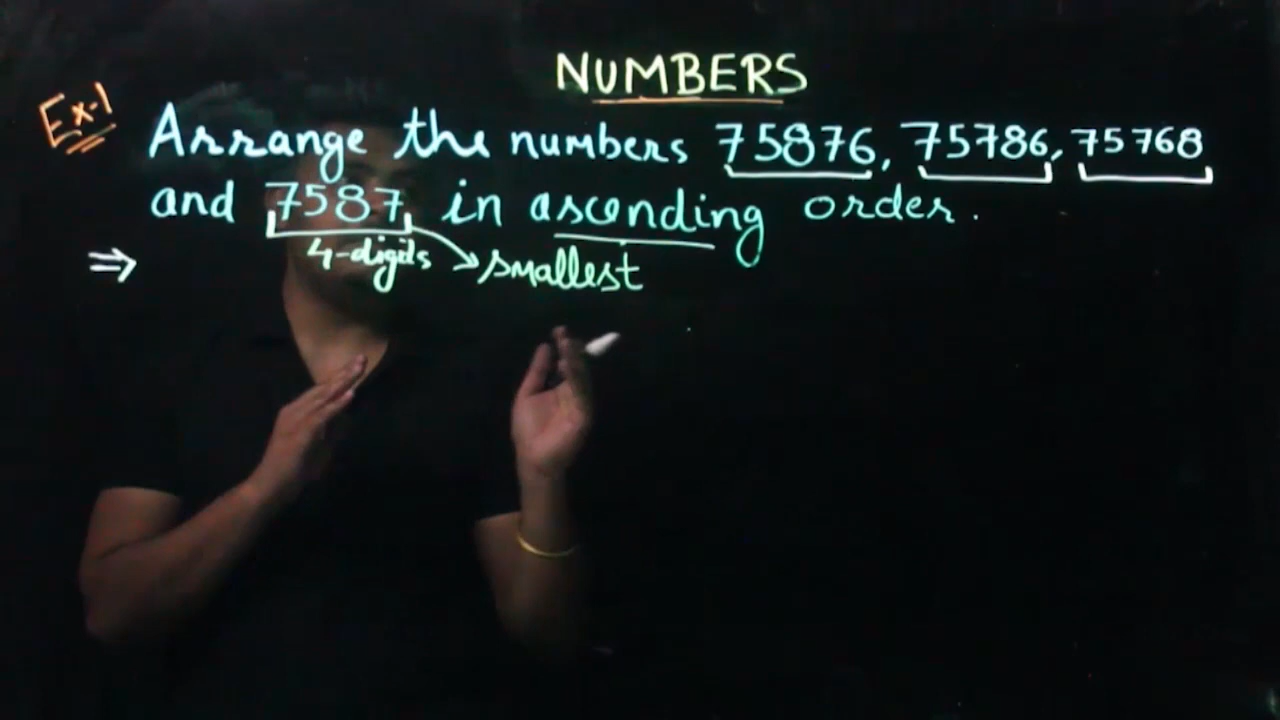 NUMBERS
Ex-1 Arrange the numbers 75876, 75786, 75768
and 7587 in ascending order.
⇒ 4-digits → smallest